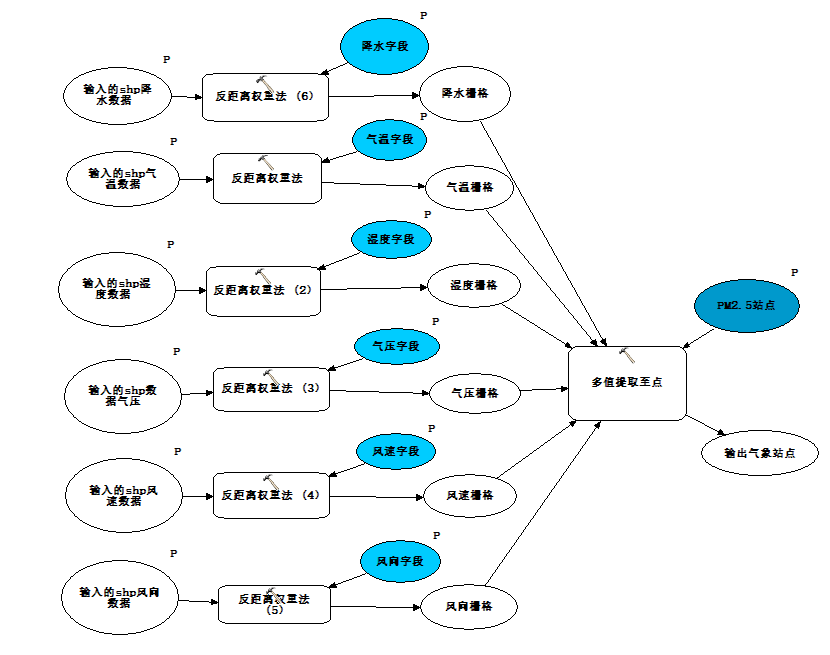 P
降水字段
P
输入的shp降
水数据
反距离权重法 (6)
降水栅格
P
气温字段
P
输入的shp气
温数据
反距离权重法
气温栅格
P
湿度字段
P
输入的shp湿
度数据
反距离权重法 (2)
湿度栅格
P
PM2.5站点
P
气压字段
P
输入的shp数
据气压
反距离权重法 (3)
气压栅格
多值提取至点
P
风速字段
P
输入的shp风
速数据
反距离权重法 (4)
风速栅格
输出气象站点
P
风向字段
P
输入的shp风向
数据
反距离权重法
(5)
风向栅格